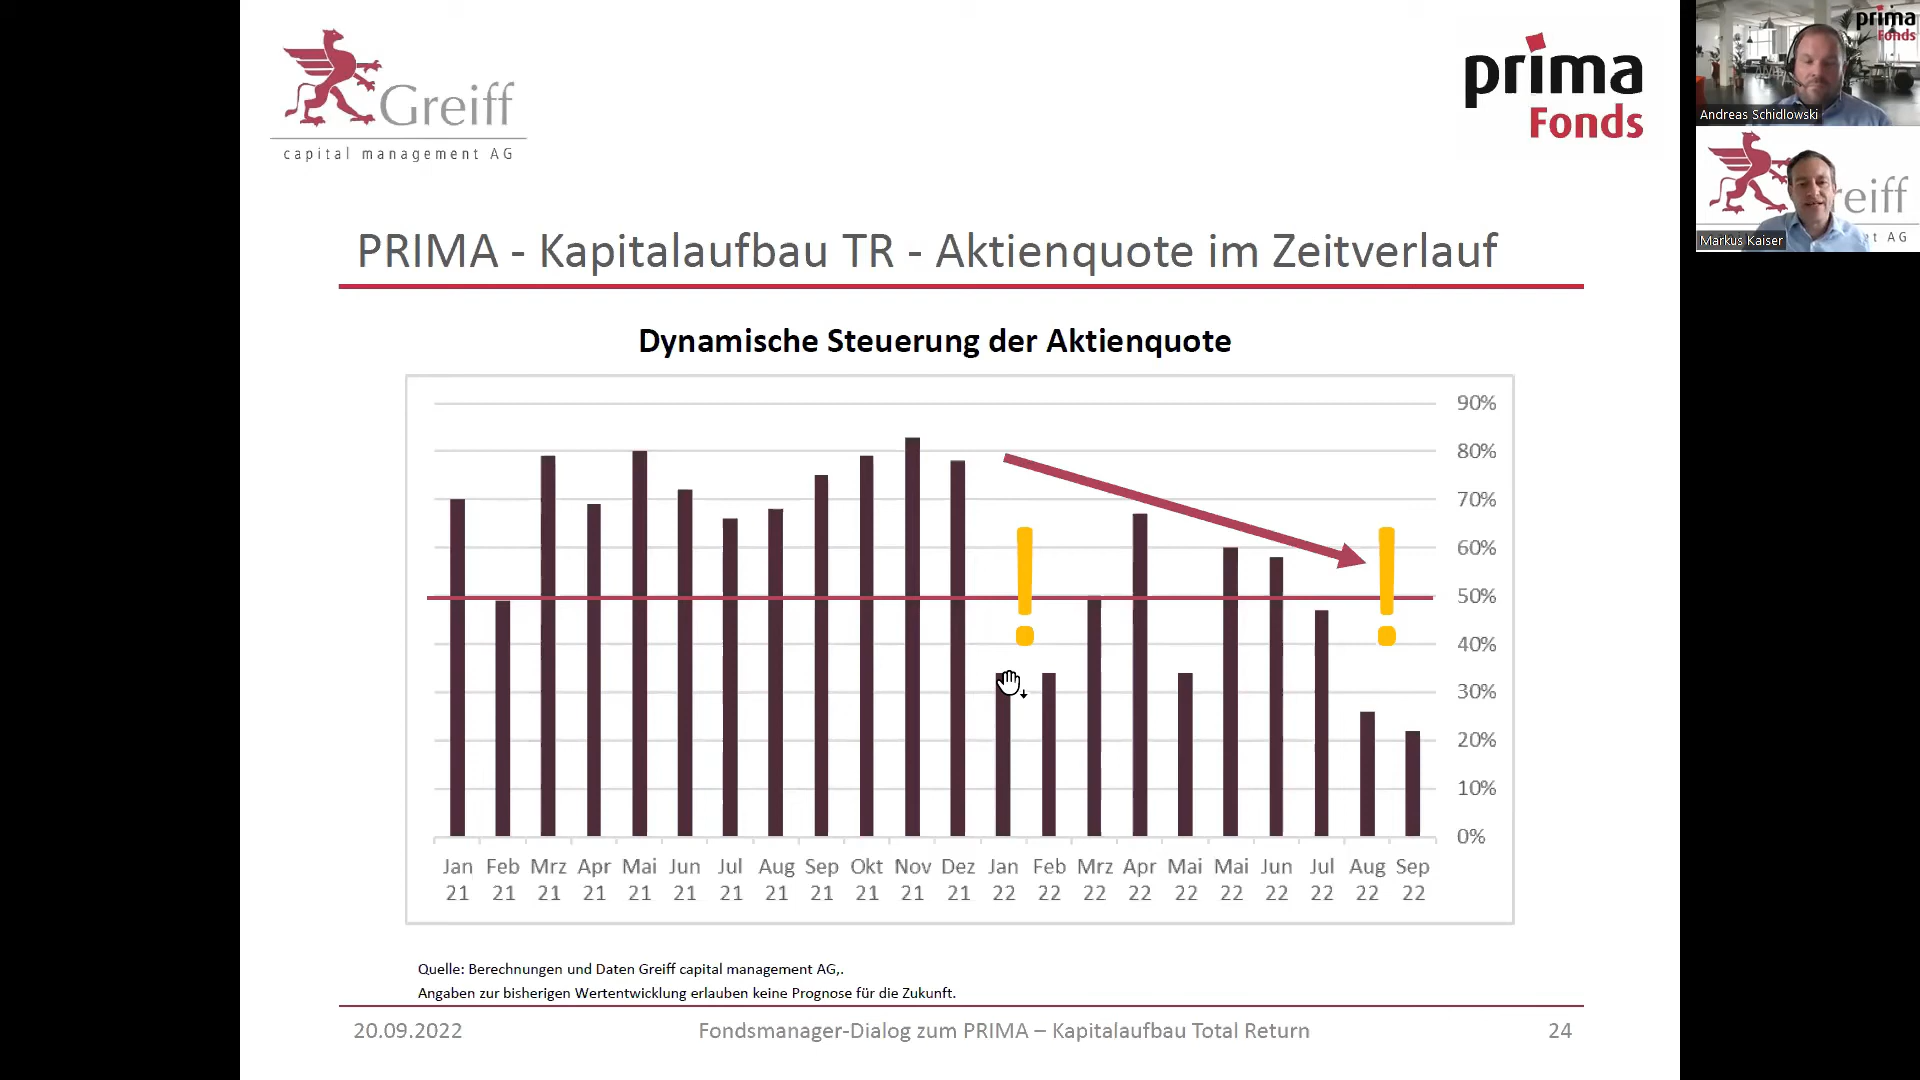 Greiff
capital management AG
prima
Fonds
prima
Fonds
Andreas Schidlowski
eiff
t AG
Markus Kaiser
PRIMA - Kapitalaufbau TR - Aktienquote im Zeitverlauf
Dynamische Steuerung der Aktienquote
90%
80%
70%
60%
50%
40%
30%
20%
10%
0%
Jan Feb Mrz Apr Mai Jun Jul Aug Sep Okt Nov Dez Jan Feb Mrz Apr Mai Mai Jun Jul Aug Sep
21 21 21 21 21 21 21 21 21 21 21 21 22 22 22 22 22 22 22 22 22 22
Quelle: Berechnungen und Daten Greiff capital management AG,.
Angaben zur bisherigen Wertentwicklung erlauben keine Prognose für die Zukunft.
20.09.2022 Fondsmanager-Dialog zum PRIMA – Kapitalaufbau Total Return 24